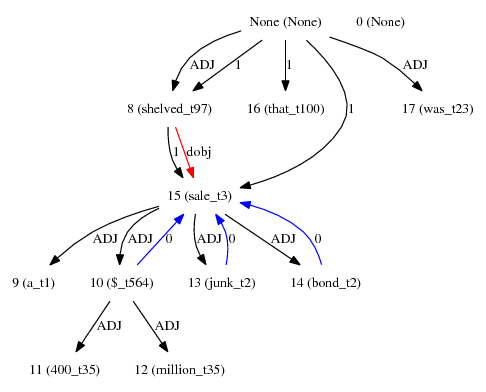 None (None) 0 (None)
ADJ 1 1 1 ADJ
8 (shelved_t97) 16 (that_t100) 17 (was_t23)
1 dobj
15 (sale_t3)
ADJ ADJ 0 ADJ 0 ADJ 0
9 (a_t1) 10 ($_t564) 13 (junk_t2) 14 (bond_t2)
ADJ ADJ
11 (400_t35) 12 (million_t35)